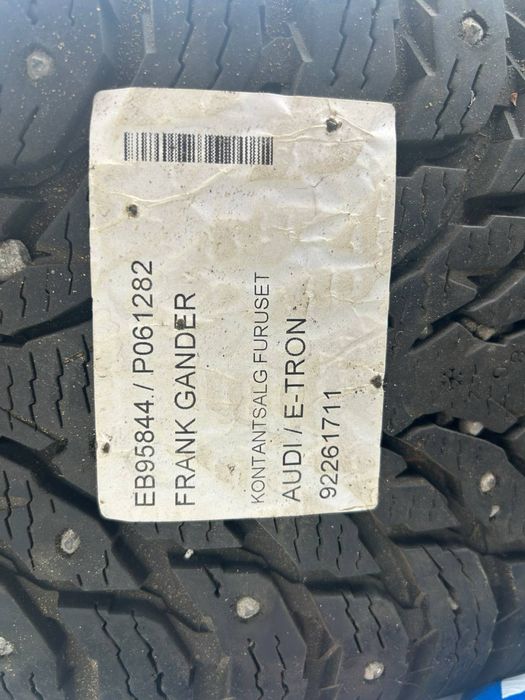 EB95844 / P061282
FRANK GANDER
KONTANTSALG FURUSET
AUDI / E-TRON
92261711